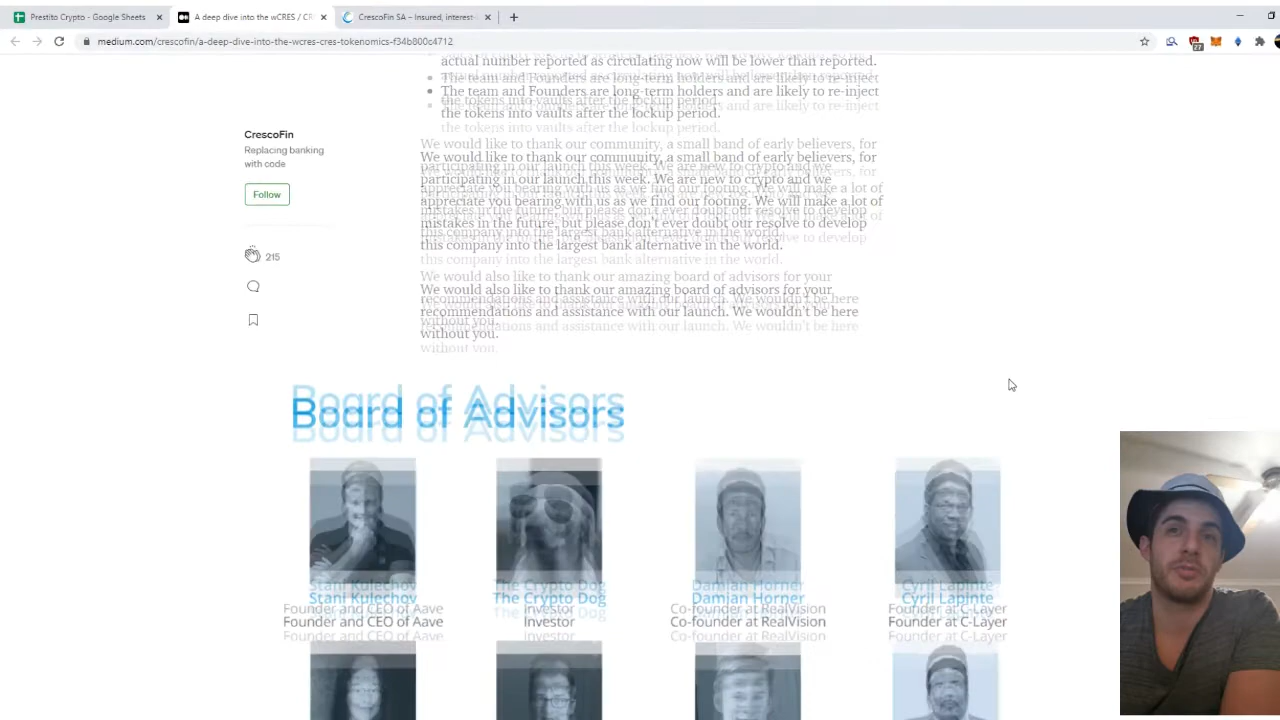 Prestito Crypto - Google Sheets
A deep dive into the wCRES / CR
CrescoFin SA – Insured, interest-
medium.com/crescofin/a-deep-dive-into-the-wcres-cres-tokenomics-f34b800c4712
27
actual number reported as circulating now will be lower than reported.
The team and Founders are long-term holders and are likely to re-inject
the tokens into vaults after the lockup period.
CrescoFin
Replacing banking
with code
Follow
215
We would like to thank our community, a small band of early believers, for
participating in our launch this week. We are new to crypto and we
appreciate you bearing with us as we find our footing. We will make a lot of
mistakes in the future, but please don't ever doubt our resolve to develop
this company into the largest bank alternative in the world.
We would also like to thank our amazing board of advisors for your
recommendations and assistance with our launch. We wouldn't be here
without you.
Board of Advisors
Stani Kulechov
Founder and CEO of Aave
The Crypto Dog
Investor
Damian Horner
Co-founder at RealVision
Cyril Lapinte
Founder at C-Layer